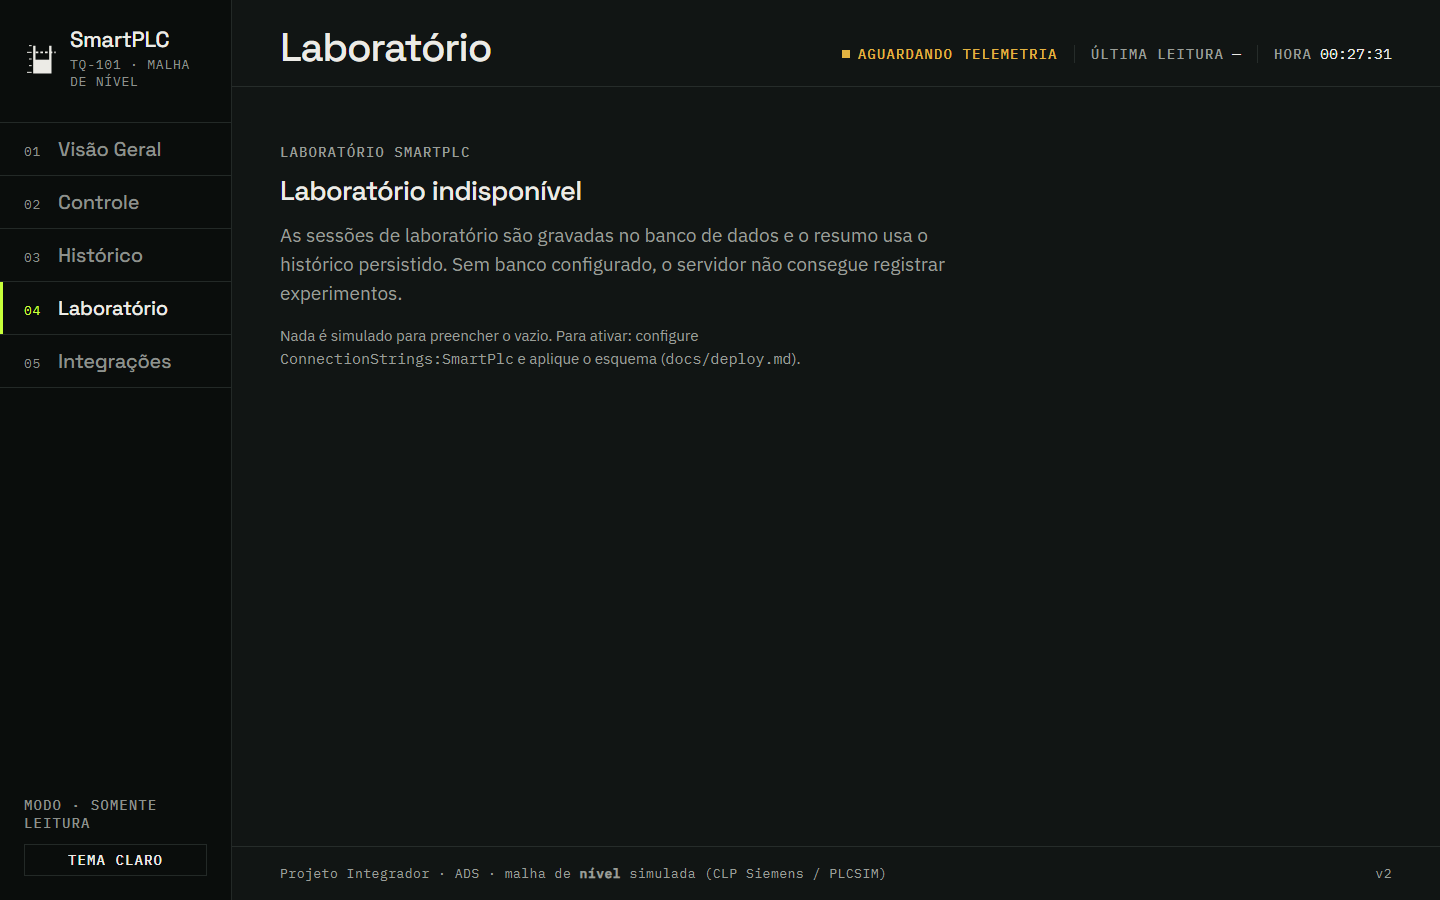 SmartPLC
TQ-101 · MALHA
DE NÍVEL
01 Visão Geral
02 Controle
03 Histórico
04 Laboratório
05 Integrações
MODO · SOMENTE
LEITURA
TEMA CLARO
Laboratório
AGUARDANDO TELEMETRIA ÚLTIMA LEITURA — HORA 00:27:31
LABORATÓRIO SMARTPLC
Laboratório indisponível
As sessões de laboratório são gravadas no banco de dados e o resumo usa o
histórico persistido. Sem banco configurado, o servidor não consegue registrar
experimentos.
Nada é simulado para preencher o vazio. Para ativar: configure
ConnectionStrings:SmartPlc e aplique o esquema (docs/deploy.md).
Projeto Integrador · ADS · malha de nível simulada (CLP Siemens / PLCSIM)
v2